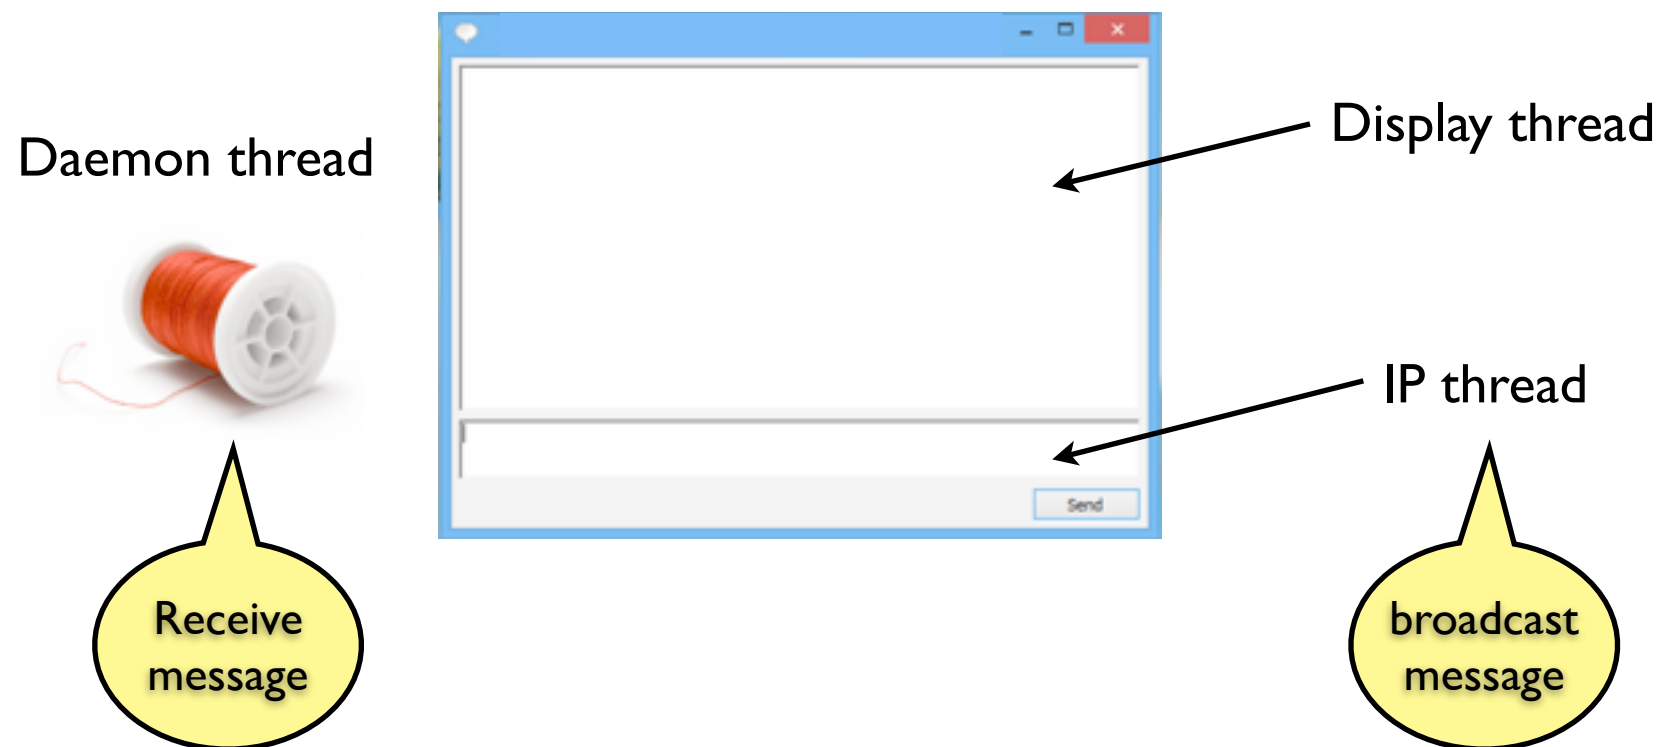 Daemon thread
Display thread
IP thread
Send
Receive
message
broadcast
message